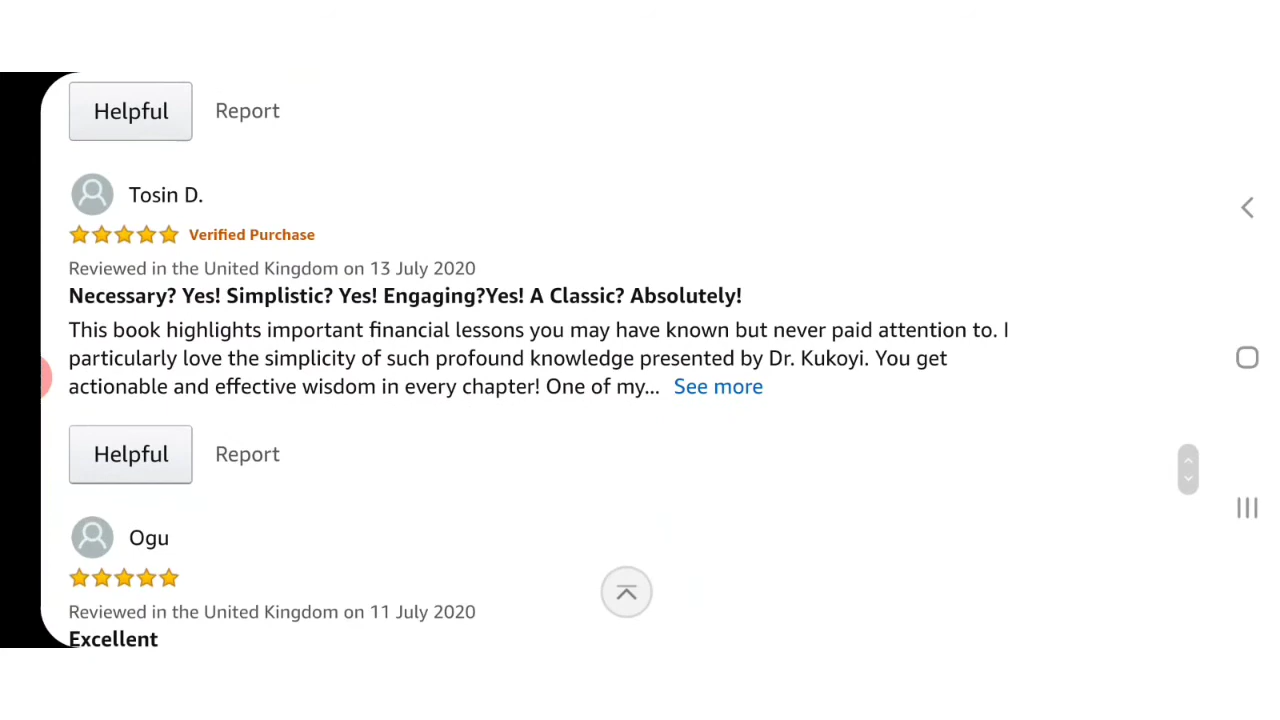 Helpful Report
Tosin D.
Verified Purchase
Reviewed in the United Kingdom on 13 July 2020
Necessary? Yes! Simplistic? Yes! Engaging?Yes! A Classic? Absolutely!
This book highlights important financial lessons you may have known but never paid attention to. I
particularly love the simplicity of such profound knowledge presented by Dr. Kukoyi. You get
actionable and effective wisdom in every chapter! One of my... See more
Helpful Report
Ogu
Reviewed in the United Kingdom on 11 July 2020
Excellent